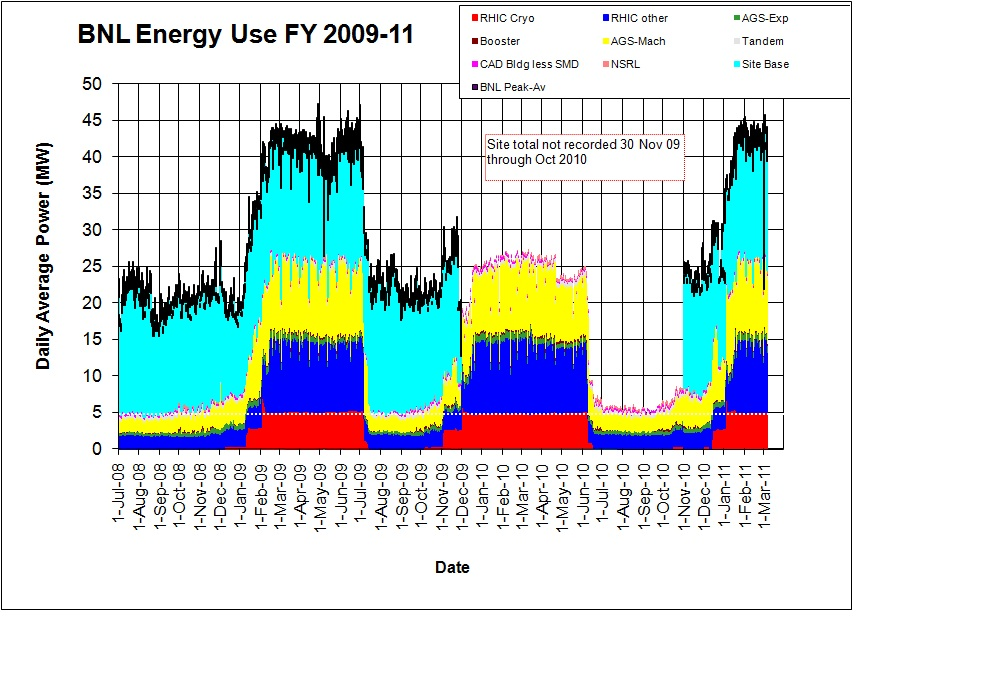 BNL Energy Use FY 2009-11
RHIC Cryo RHIC other AGS-Exp
Booster AGS-Mach Tandem
CAD Bldg less SMD NSRL Site Base
BNL Peak-Av
Site total not recorded 30 Nov 09
through Oct 2010
Daily Average Power (MW)
50
45
40
35
30
25
20
15
10
5
0
1-Jul-08
1-Aug-08
1-Sep-08
1-Oct-08
1-Nov-08
1-Dec-08
1-Jan-09
1-Feb-09
1-Mar-09
1-Apr-09
1-May-09
1-Jun-09
1-Jul-09
1-Aug-09
1-Sep-09
1-Oct-09
1-Nov-09
1-Dec-09
1-Jan-10
1-Feb-10
1-Mar-10
1-Apr-10
1-May-10
1-Jun-10
1-Jul-10
1-Aug-10
1-Sep-10
1-Oct-10
1-Nov-10
1-Dec-10
1-Jan-11
1-Feb-11
1-Mar-11
Date